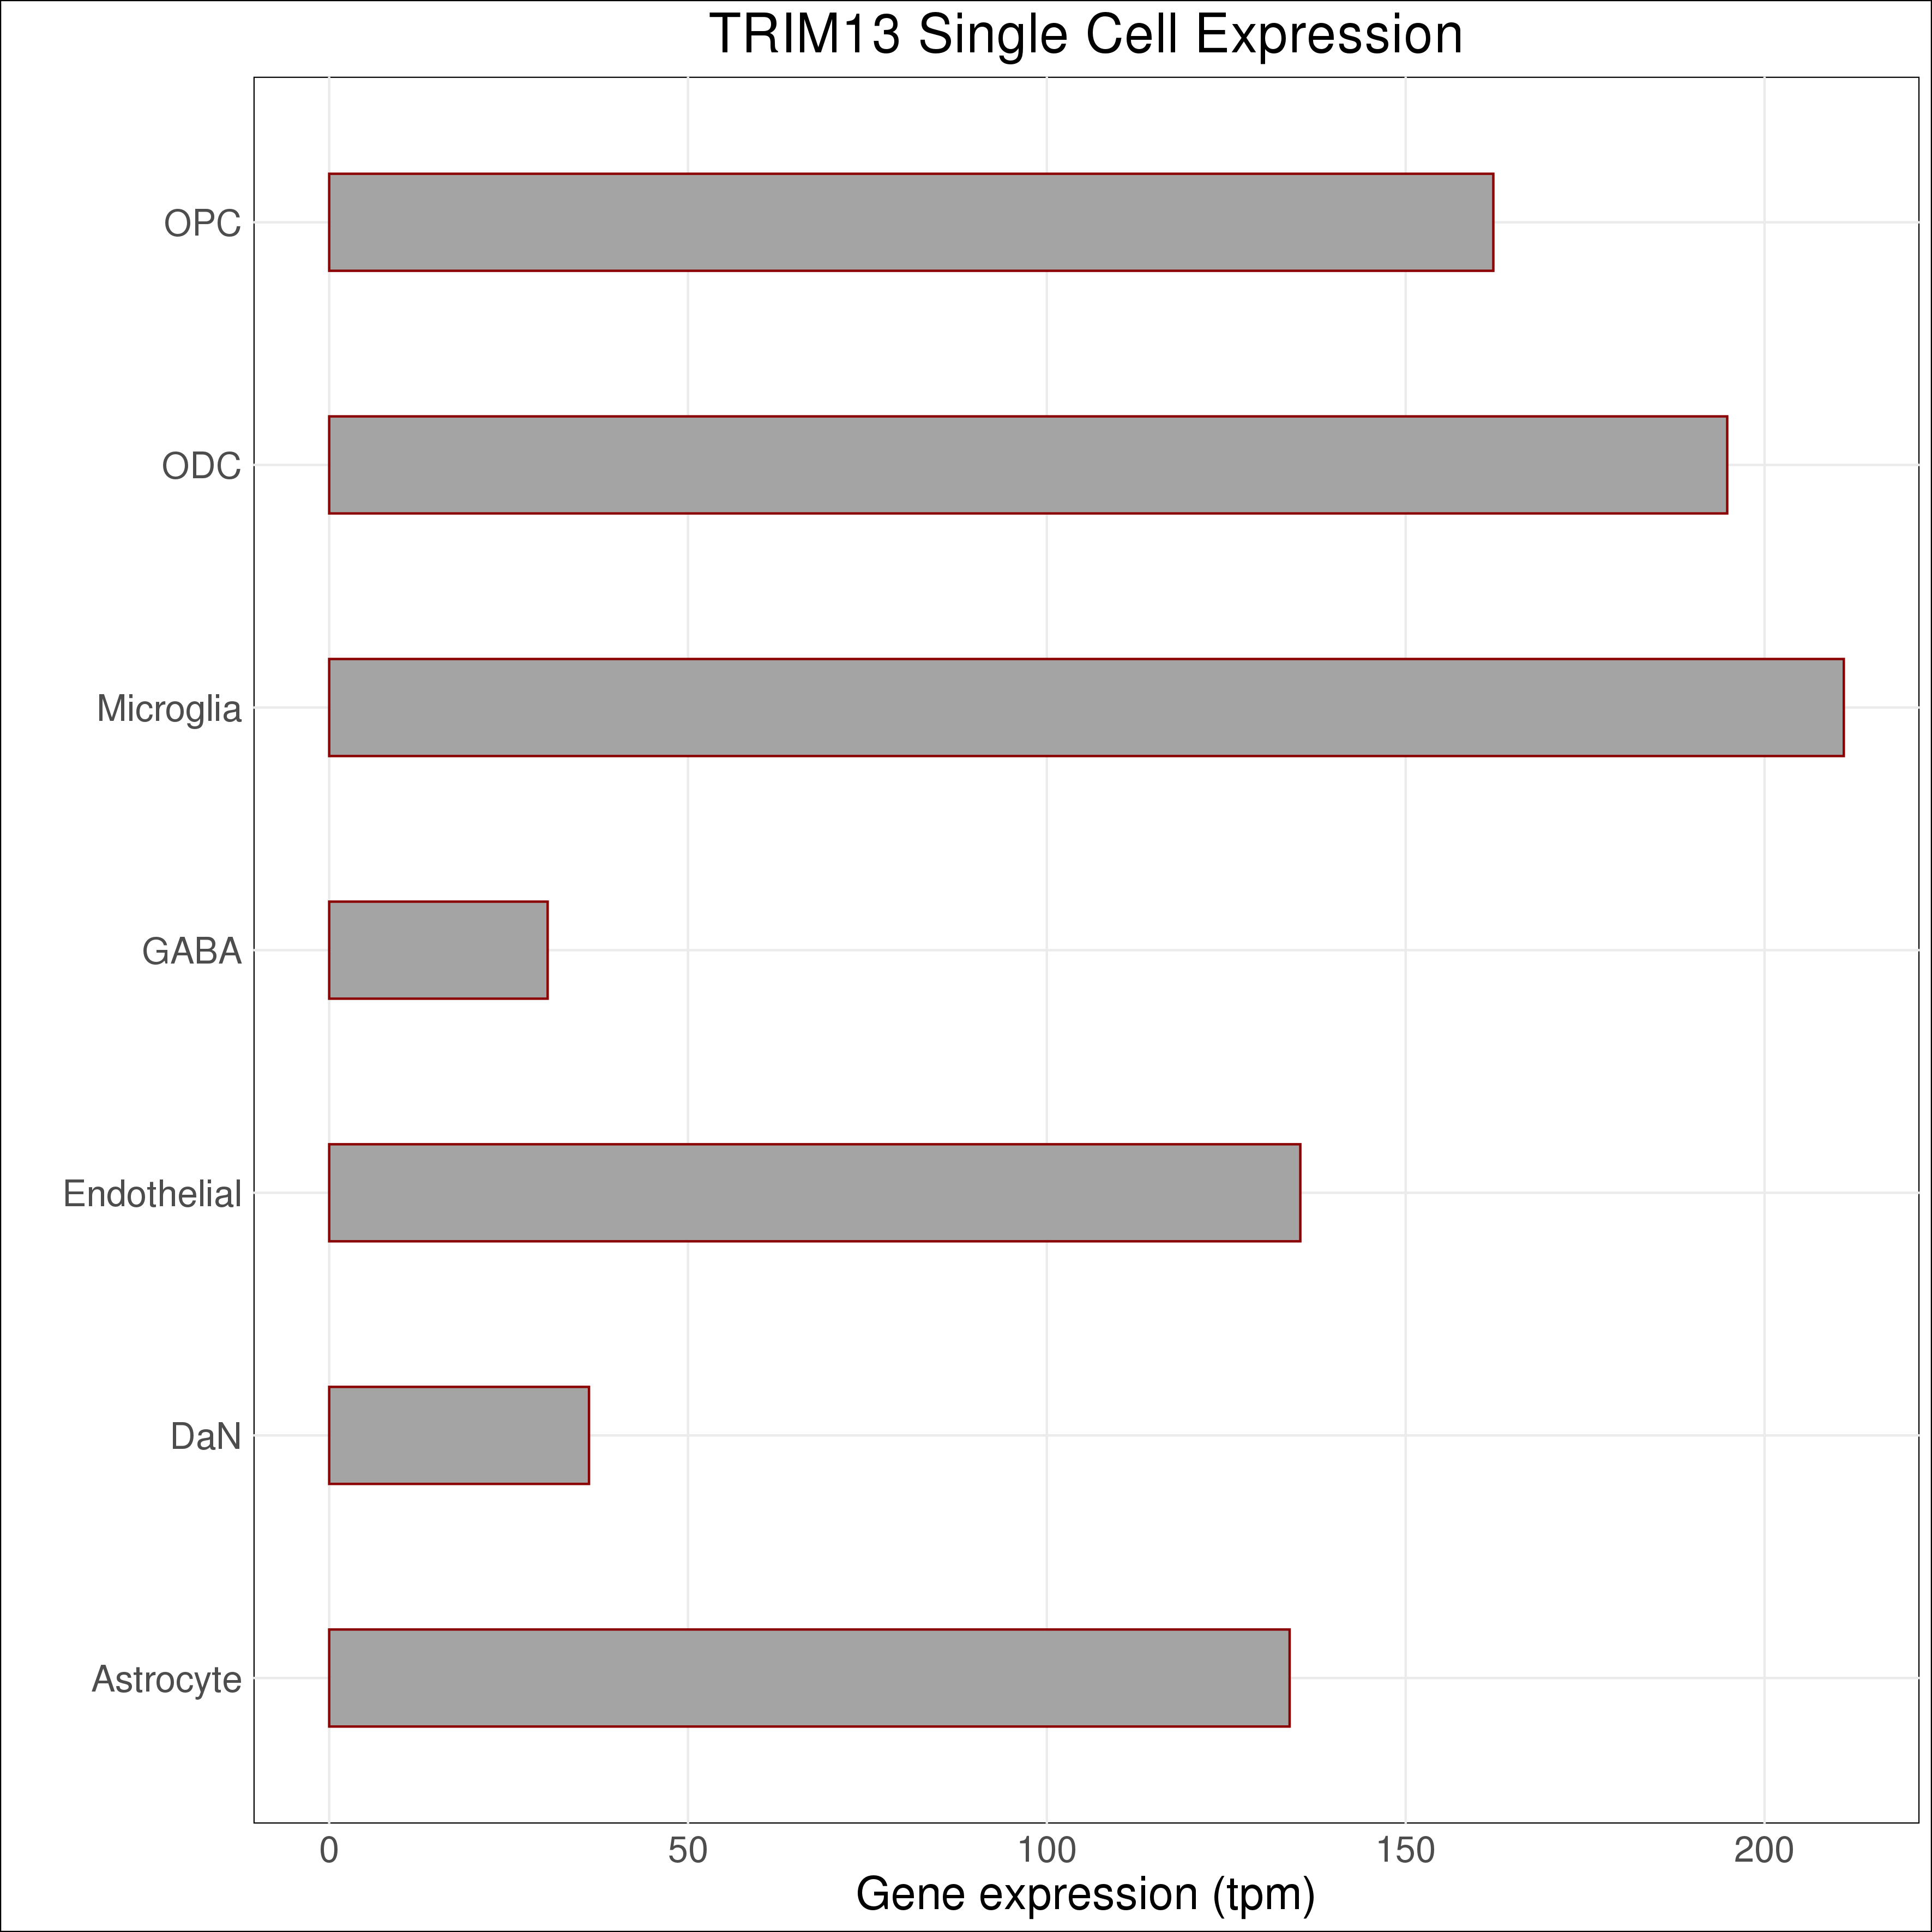 TRIM13 Single Cell Expression
OPC
ODC
Microglia
GABA
Endothelial
DaN
Astrocyte
0 50 100 150 200
Gene expression (tpm)